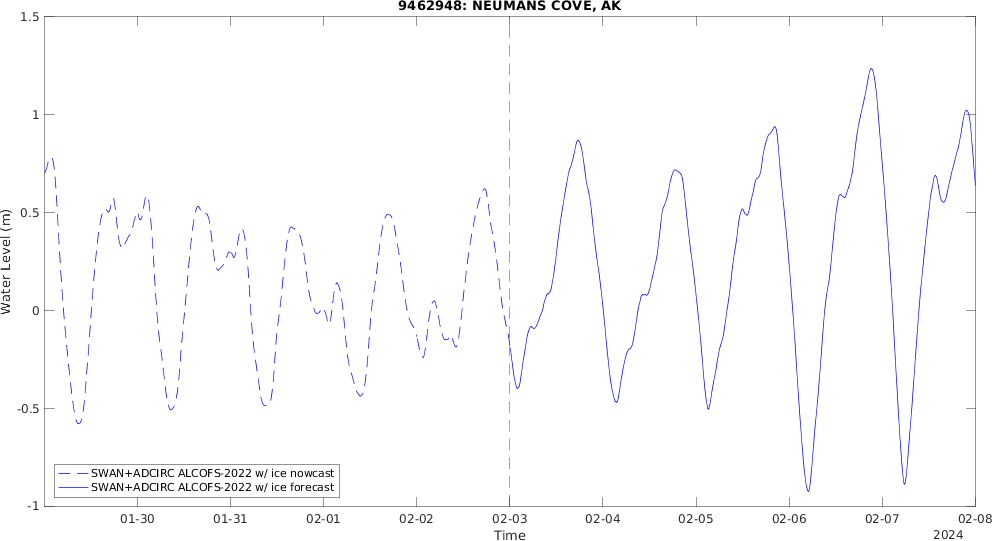 9462948: NEUMANS COVE, AK
1.5
1
0.5
0
-0.5
-1
Water Level (m)
SWAN+ADCIRC ALCOFS-2022 w/ ice nowcast
SWAN+ADCIRC ALCOFS-2022 w/ ice forecast
01-30 01-31 02-01 02-02 02-03 02-04 02-05 02-06 02-07 02-08
Time
2024